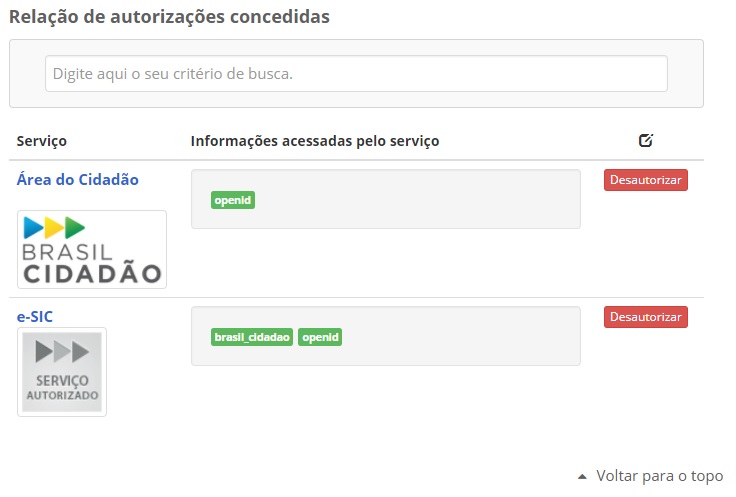 Relação de autorizações concedidas
Digite aqui o seu critério de busca.
Serviço Informações acessadas pelo serviço
Área do Cidadão openid Desautorizar
BRASIL
CIDADÃO
e-SIC brasil_cidadao openid Desautorizar
SERVIÇO
AUTORIZADO
Voltar para o topo